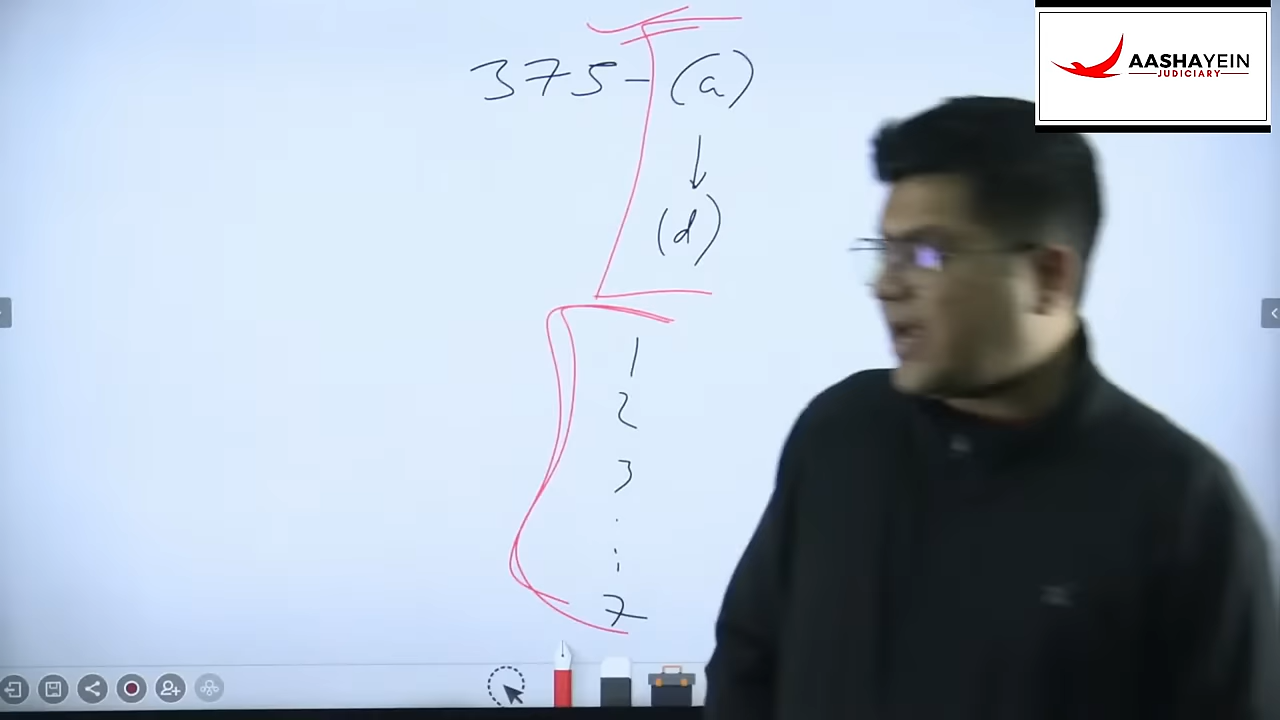 AASHAYEIN
JUDICIARY
375 - (a)
↓
(d)
1
2
3
.
:
7